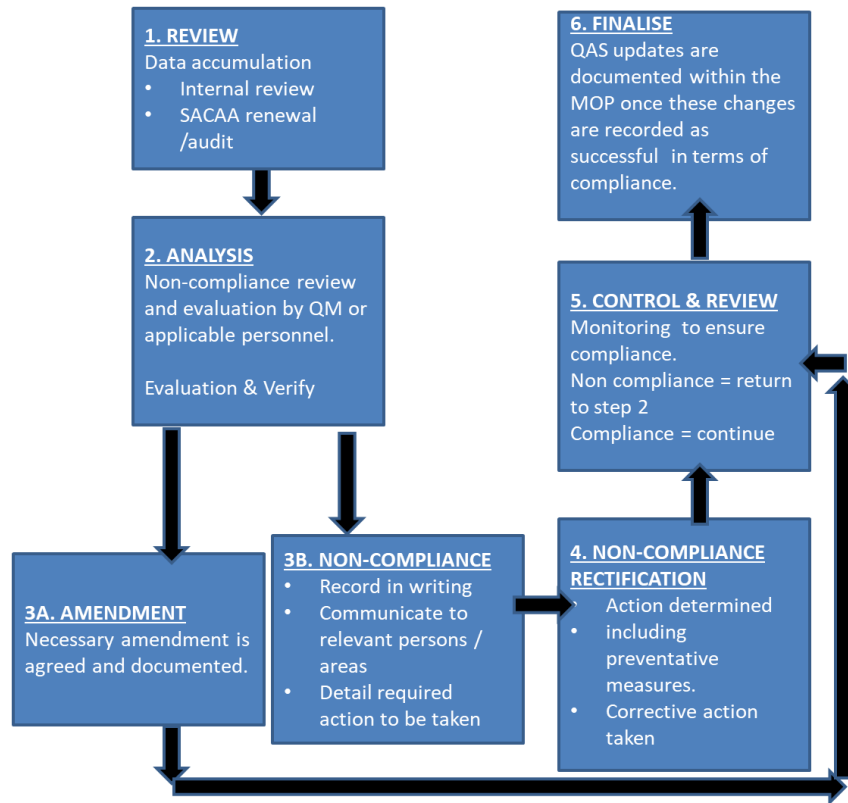 1. REVIEW
Data accumulation
• Internal review
• SACAA renewal
/audit
2. ANALYSIS
Non-compliance review
and evaluation by QM or
applicable personnel.
Evaluation & Verify
3A. AMENDMENT
Necessary amendment is
agreed and documented.
3B. NON-COMPLIANCE
• Record in writing
• Communicate to
relevant persons /
areas
• Detail required
action to be taken
4. NON-COMPLIANCE
RECTIFICATION
• Action determined
• including
preventative
measures.
• Corrective action
taken
5. CONTROL & REVIEW
Monitoring to ensure
compliance.
Non compliance = return
to step 2
Compliance = continue
6. FINALISE
QAS updates are
documented within the
MOP once these changes
are recorded as
successful in terms of
compliance.